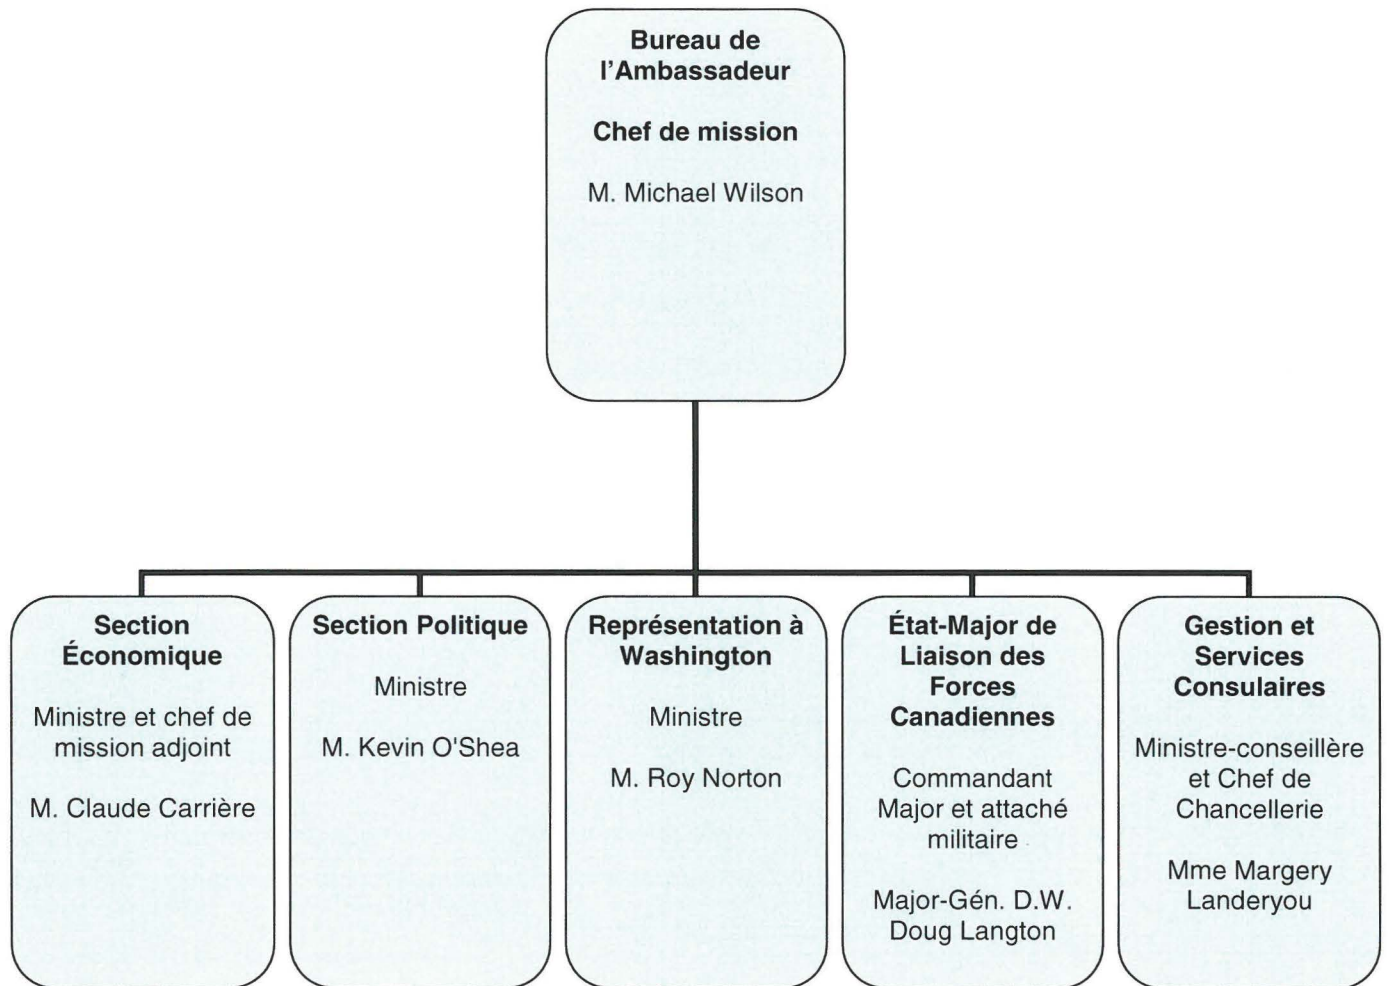 Bureau de
l'Ambassadeur
Chef de mission
M. Michael Wilson
Section
Économique
Ministre et chef de
mission adjoint
M. Claude Carrière
Section Politique
Ministre
M. Kevin O'Shea
Représentation à
Washington
Ministre
M. Roy Norton
État-Major de
Liaison des
Forces
Canadiennes
Commandant
Major et attaché
militaire
Major-Gén. D.W.
Doug Langton
Gestion et
Services
Consulaires
Ministre-conseillère
et Chef de
Chancellerie
Mme Margery
Landeryou